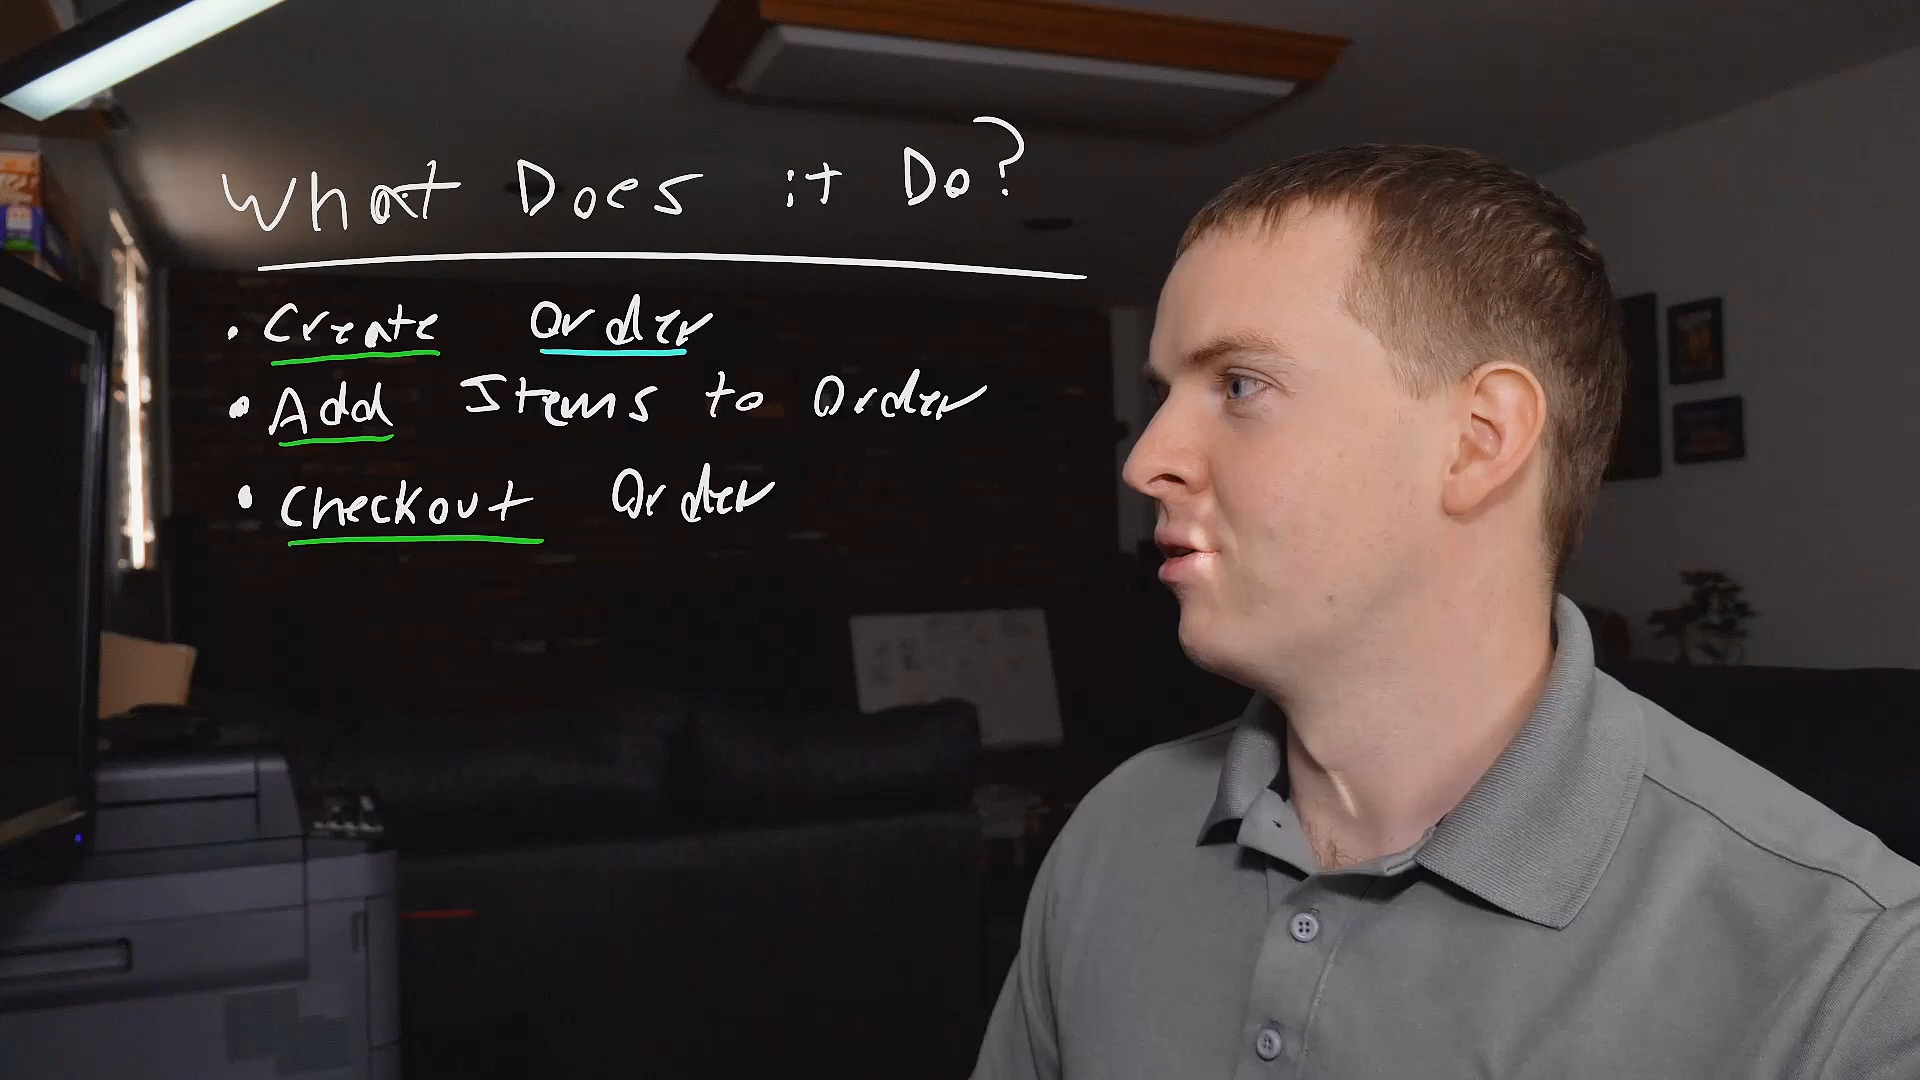 What Does it Do?
• Create Order
• Add Items to Order
• Checkout Order